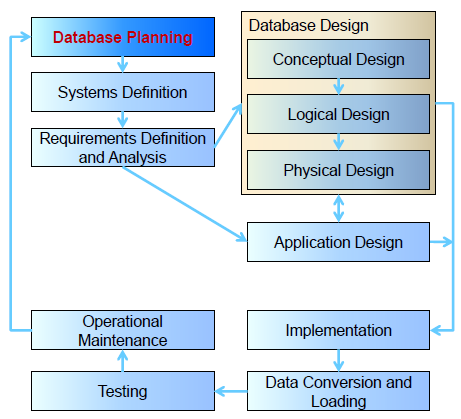 Database Planning
Systems Definition
Requirements Definition
and Analysis
Database Design
Conceptual Design
Logical Design
Physical Design
Application Design
Implementation
Data Conversion and
Loading
Testing
Operational
Maintenance